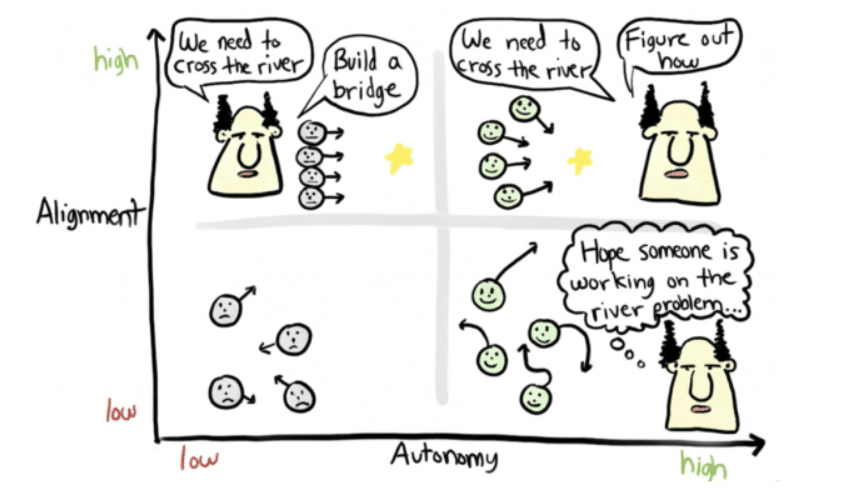 high
We need to
cross the river
Build a
bridge
We need to
cross the river
Figure out
how
Alignment
Hope someone is
working on the
river problem...
low
low
Autonomy
high